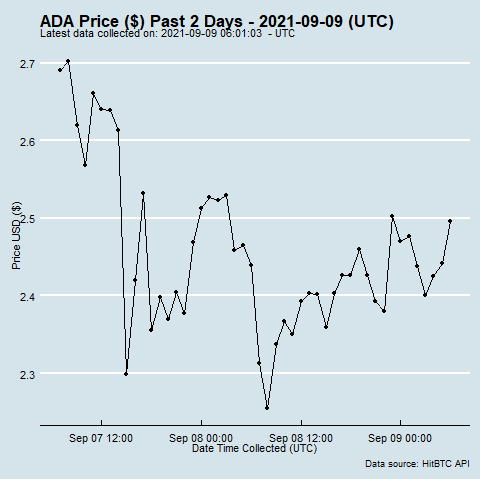 ADA Price ($) Past 2 Days - 2021-09-09 (UTC)
Latest data collected on: 2021-09-09 06:01:03 - UTC
2.7
2.6
2.5
2.4
2.3
Price USD ($)
Sep 07 12:00
Sep 08 00:00
Sep 08 12:00
Sep 09 00:00
Date Time Collected (UTC)
Data source: HitBTC API